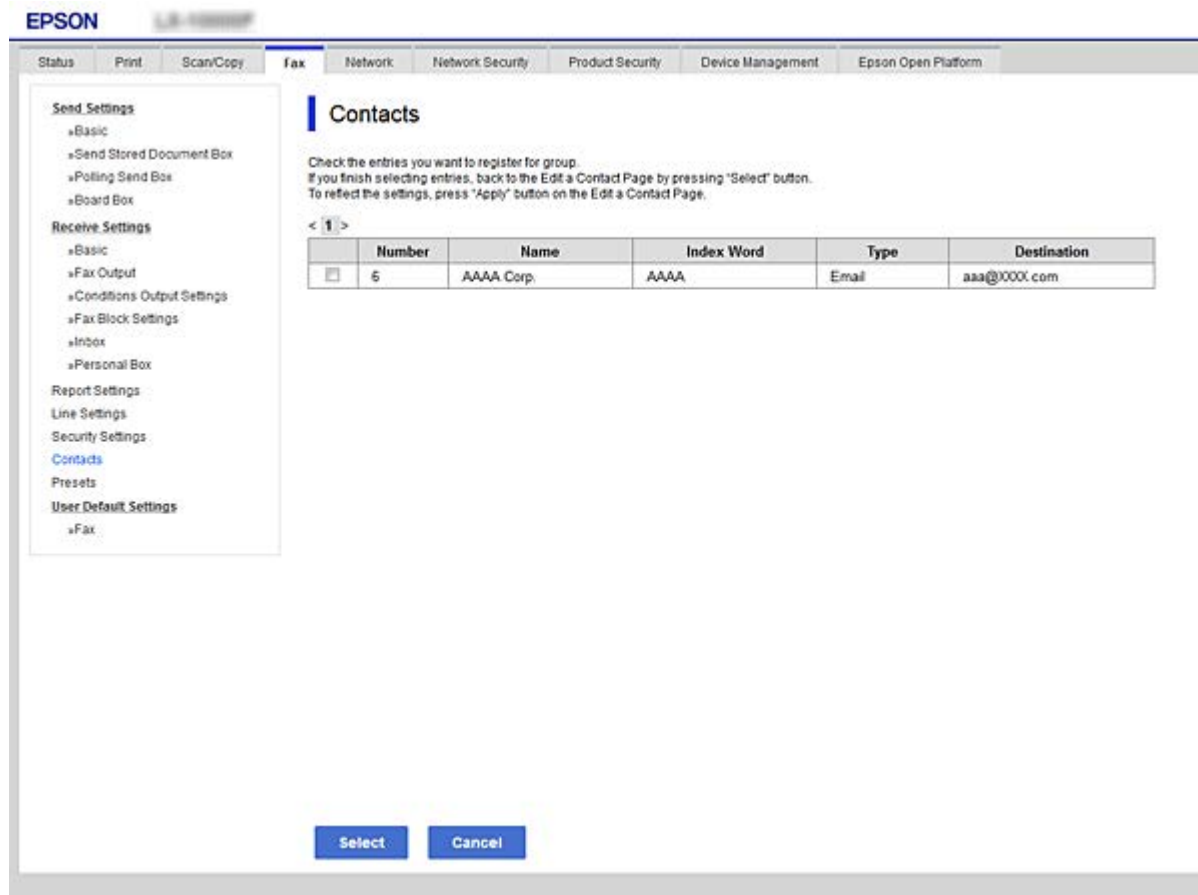 EPSON
Status Print Scan/Copy Fax Network Network Security Product Security Device Management Epson Open Platform
Send Settings
»Basic
»Send Stored Document Box
»Polling Send Box
»Board Box
Receive Settings
»Basic
»Fax Output
»Conditions Output Settings
»Fax Block Settings
»Inbox
»Personal Box
Report Settings
Line Settings
Security Settings
Contacts
Presets
User Default Settings
»Fax
Contacts
Check the entries you want to register for group.
If you finish selecting entries, back to the Edit a Contact Page by pressing "Select" button.
To reflect the settings, press "Apply" button on the Edit a Contact Page.
< 1 >
Number Name Index Word Type Destination
6 AAAA Corp. AAAA Email aaa@XXXX.com
Select Cancel